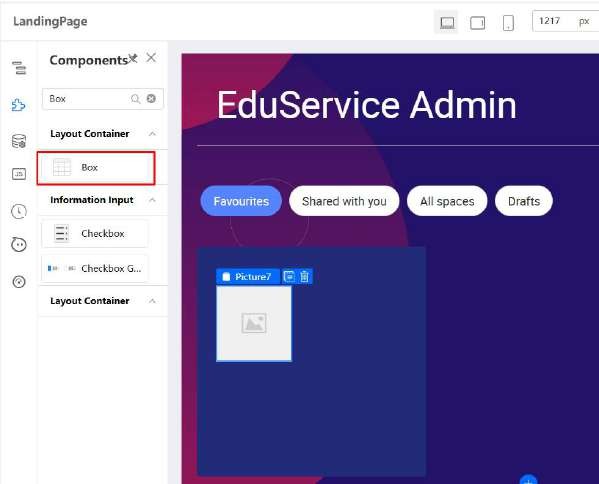 LandingPage
1217 px
Components
Box
Layout Container
Box
Information Input
Checkbox
Checkbox G...
Layout Container
JS
EduService Admin
Favourites Shared with you All spaces Drafts
Picture7